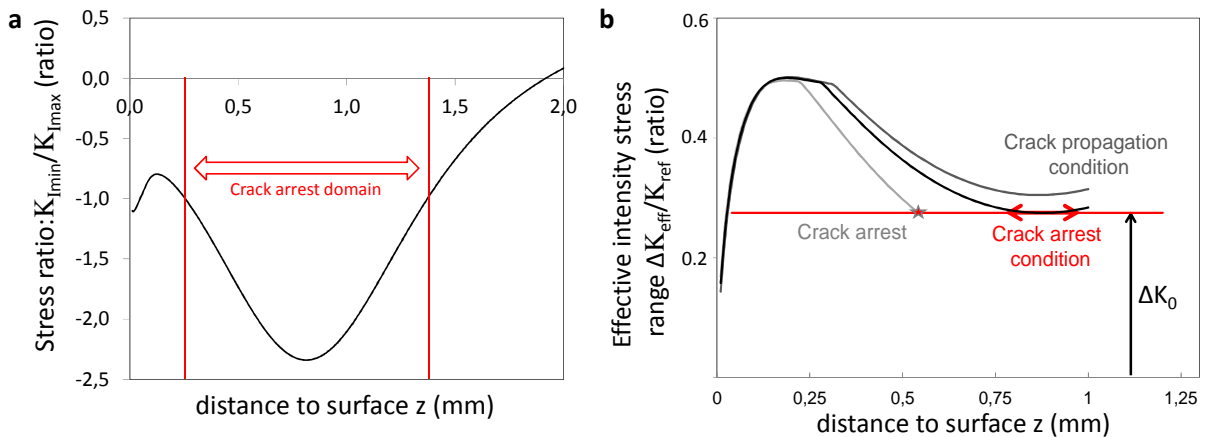 a
Stress ratio:K_Imin/K_Imax (ratio)
0,5
0,0
-0,5
-1,0
-1,5
-2,0
-2,5
0,0
0,5
1,0
1,5
2,0
Crack arrest domain
distance to surface z (mm)
b
Effective intensity stress
range ΔK_eff/K_ref (ratio)
0.6
0.4
0.2
Crack propagation
condition
Crack arrest
Crack arrest
condition
ΔK_0
0
0,25
0,5
0,75
1
1,25
distance to surface z (mm)